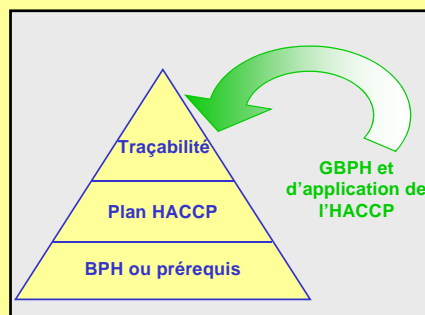 Traçabilité
Plan HACCP
BPH ou prérequis
GBPH et
d'application de
l'HACCP